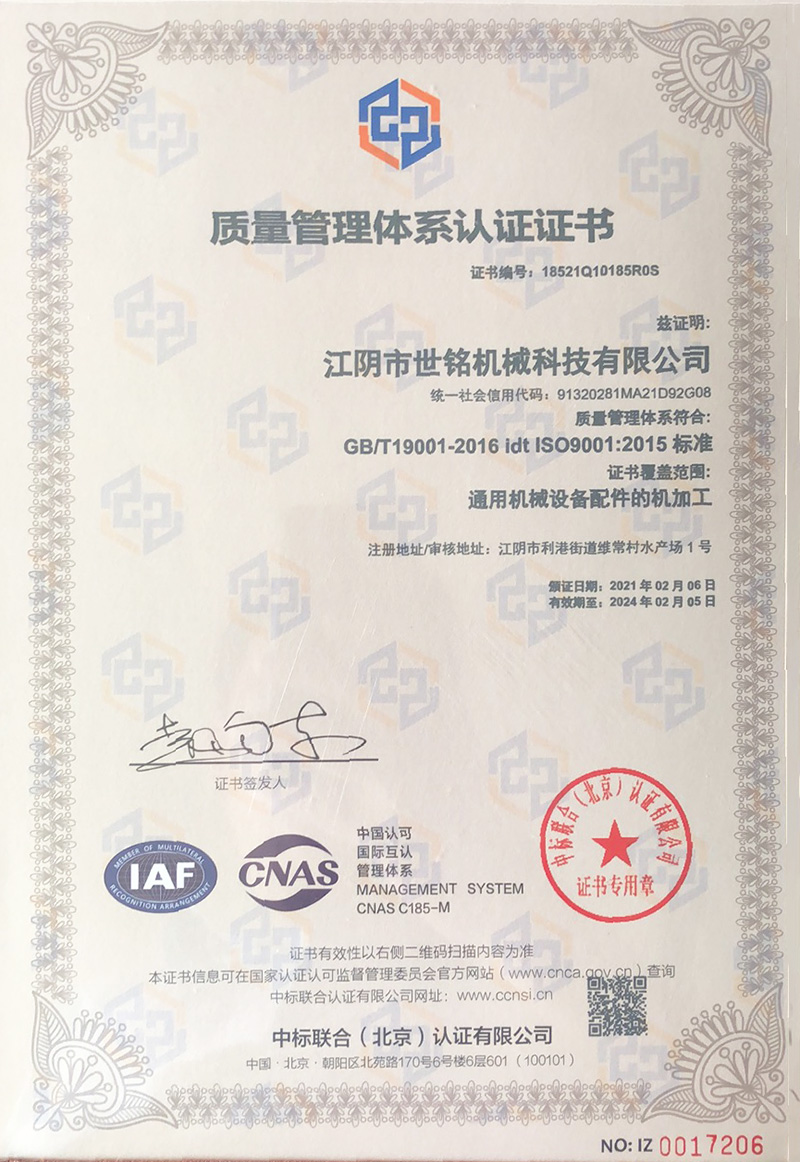 质量管理体系认证证书
证书编号：18521Q10185R0S
兹证明:
江阴市世铭机械科技有限公司
统一社会信用代码：91320281MA21D92G08
质量管理体系符合:
GB/T19001-2016 idt ISO9001:2015 标准
证书覆盖范围:
通用机械设备配件的机加工
注册地址/审核地址：江阴市利港街道维常村水产场 1 号
颁证日期：2021 年 02 月 06 日
有效期至：2024 年 02 月 05 日
证书签发人
中标联合（北京）认证有限公司
证书专用章
MEMBER OF MULTILATERAL
IAF
RECOGNITION ARRANGEMENT
CNAS
中国认可
国际互认
管理体系
MANAGEMENT SYSTEM
CNAS C185-M
证书有效性以右侧二维码扫描内容为准
本证书信息可在国家认证认可监督管理委员会官方网站（www.cnca.gov.cn）查询
中标联合认证有限公司网址：www.ccnsi.cn
中标联合（北京）认证有限公司
中国·北京·朝阳区北苑路170号6号楼6层601（100101）
NO: IZ 0017206